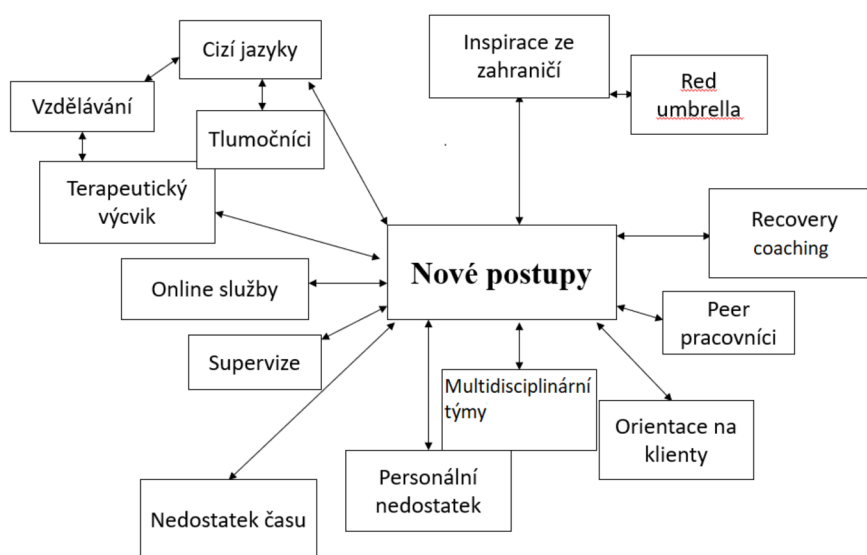 Cizí jazyky
Inspirace ze
zahraničí
Red
umbrella
Vzdělávání
Tlumočníci
Terapeutický
výcvik
Recovery
coaching
Nové postupy
Online služby
Peer
pracovníci
Supervize
Multidisciplinární
týmy
Orientace na
klienty
Personální
nedostatek
Nedostatek času